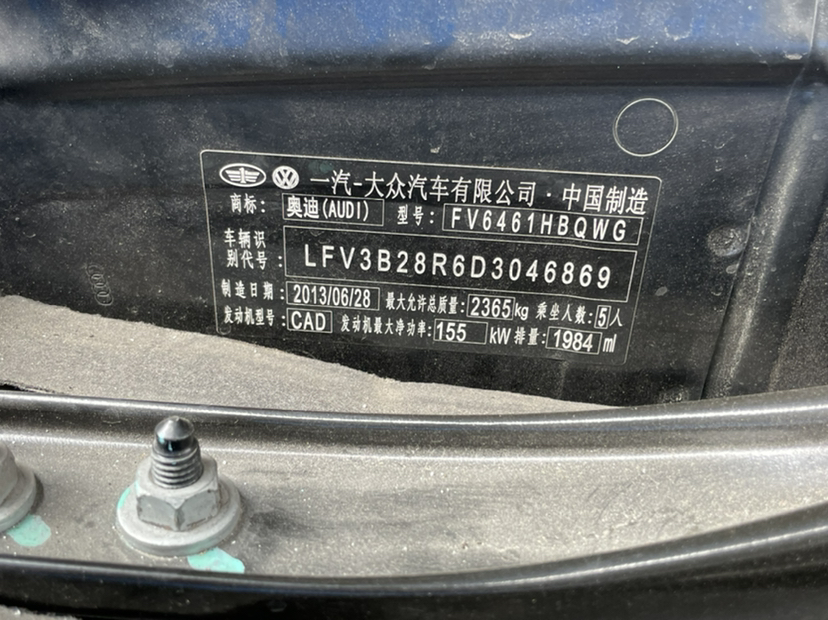 一汽-大众汽车有限公司·中国制造
商标: 奥迪(AUDI) 型号: FV6461HBQWG
车辆识别代号: LFV3B28R6D3046869
制造日期: 2013/06/28 最大允许总质量: 2365kg 乘坐人数: 5人
发动机型号: CAD 发动机最大净功率: 155 kW 排量: 1984 ml